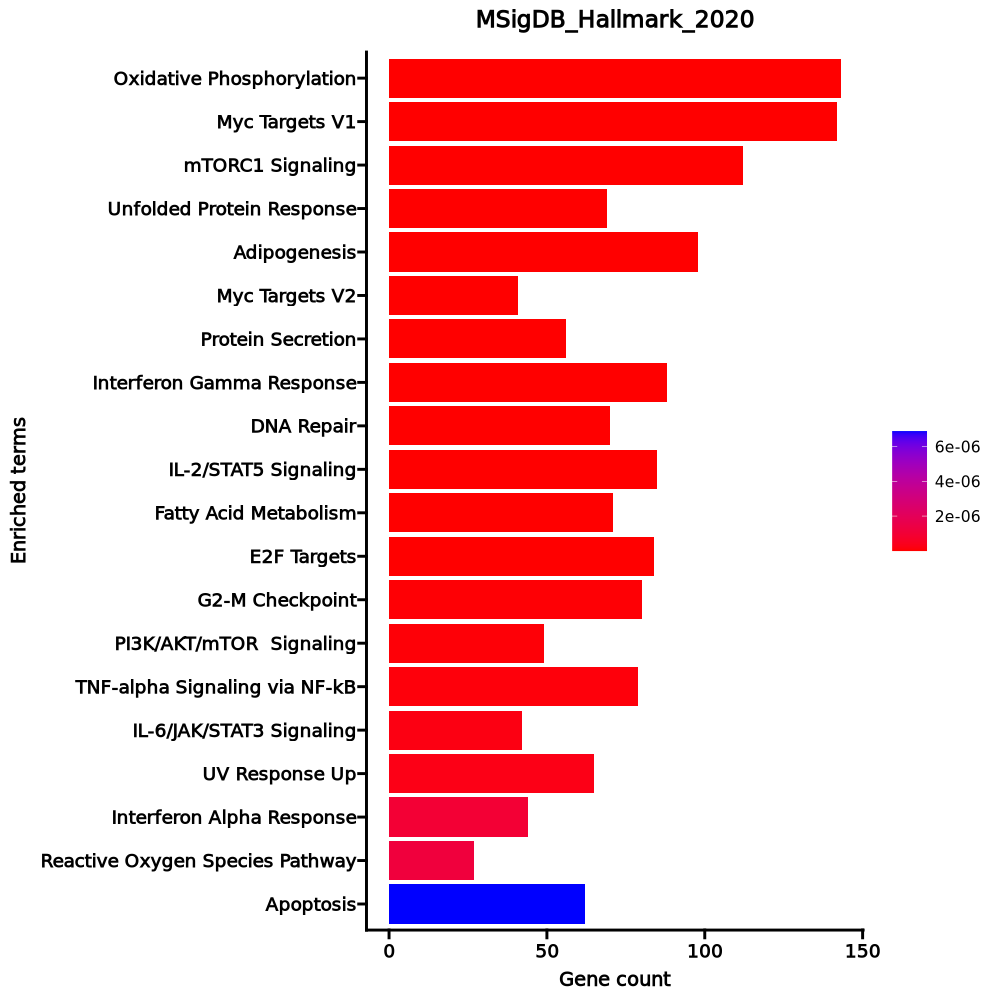 MSigDB_Hallmark_2020
Oxidative Phosphorylation
Myc Targets V1
mTORC1 Signaling
Unfolded Protein Response
Adipogenesis
Myc Targets V2
Protein Secretion
Interferon Gamma Response
DNA Repair
IL-2/STAT5 Signaling
Fatty Acid Metabolism
E2F Targets
G2-M Checkpoint
PI3K/AKT/mTOR  Signaling
TNF-alpha Signaling via NF-kB
IL-6/JAK/STAT3 Signaling
UV Response Up
Interferon Alpha Response
Reactive Oxygen Species Pathway
Apoptosis
Enriched terms
0 50 100 150
Gene count
6e-06
4e-06
2e-06